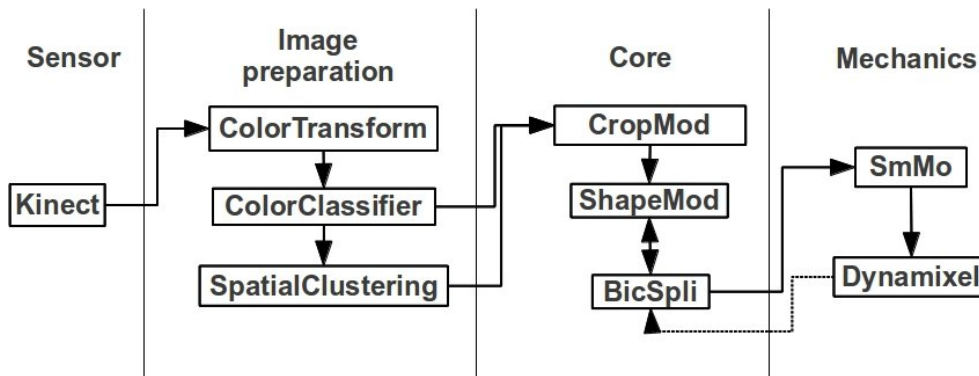 Sensor
Image
preparation
Core
Mechanics
Kinect
ColorTransform
ColorClassifier
SpatialClustering
CropMod
ShapeMod
BicSpli
SmMo
Dynamixel